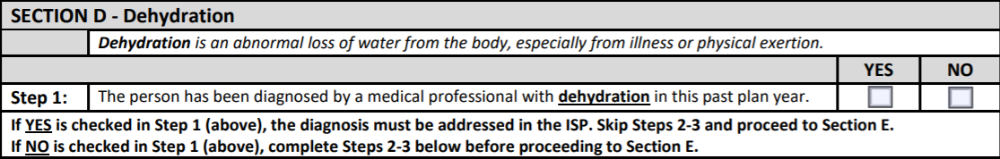 SECTION D - Dehydration
Dehydration is an abnormal loss of water from the body, especially from illness or physical exertion.
YES NO
Step 1: The person has been diagnosed by a medical professional with dehydration in this past plan year.
If YES is checked in Step 1 (above), the diagnosis must be addressed in the ISP. Skip Steps 2-3 and proceed to Section E.
If NO is checked in Step 1 (above), complete Steps 2-3 below before proceeding to Section E.